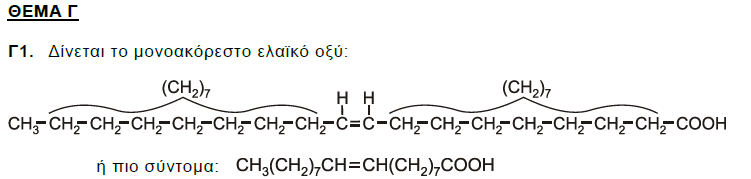 ΘΕΜΑ Γ
Γ1. Δίνεται το μονοακόρεστο ελαϊκό οξύ:
(CH₂)₇ (CH₂)₇
H H
CH₃-CH₂-CH₂-CH₂-CH₂-CH₂-CH₂-CH₂-C=C-CH₂-CH₂-CH₂-CH₂-CH₂-CH₂-CH₂-COOH
ή πιο σύντομα: CH₃(CH₂)₇CH=CH(CH₂)₇COOH